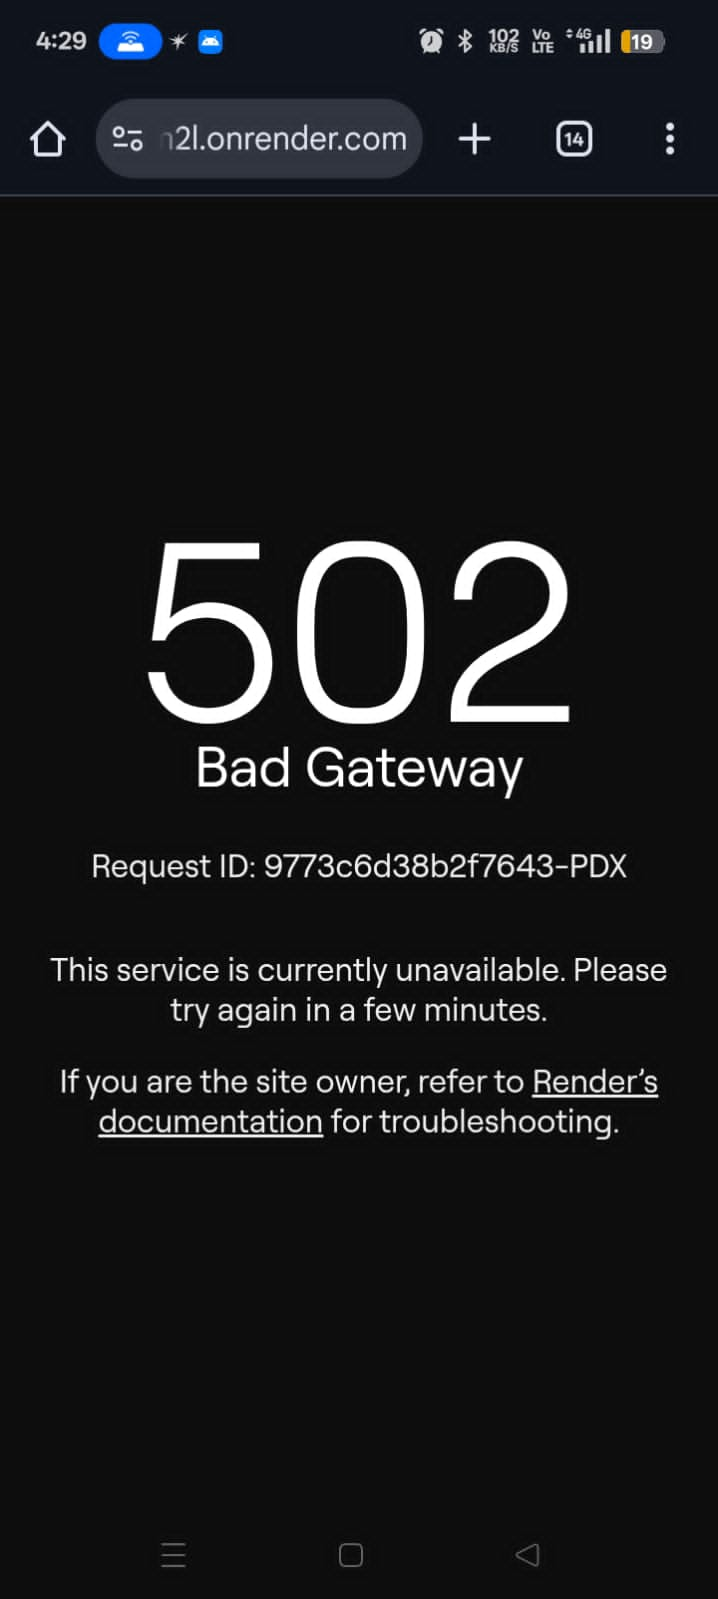 4:29
102 KB/S
Vo LTE
4G
19
n2l.onrender.com
14
502
Bad Gateway
Request ID: 9773c6d38b2f7643-PDX
This service is currently unavailable. Please
try again in a few minutes.
If you are the site owner, refer to Render's
documentation for troubleshooting.